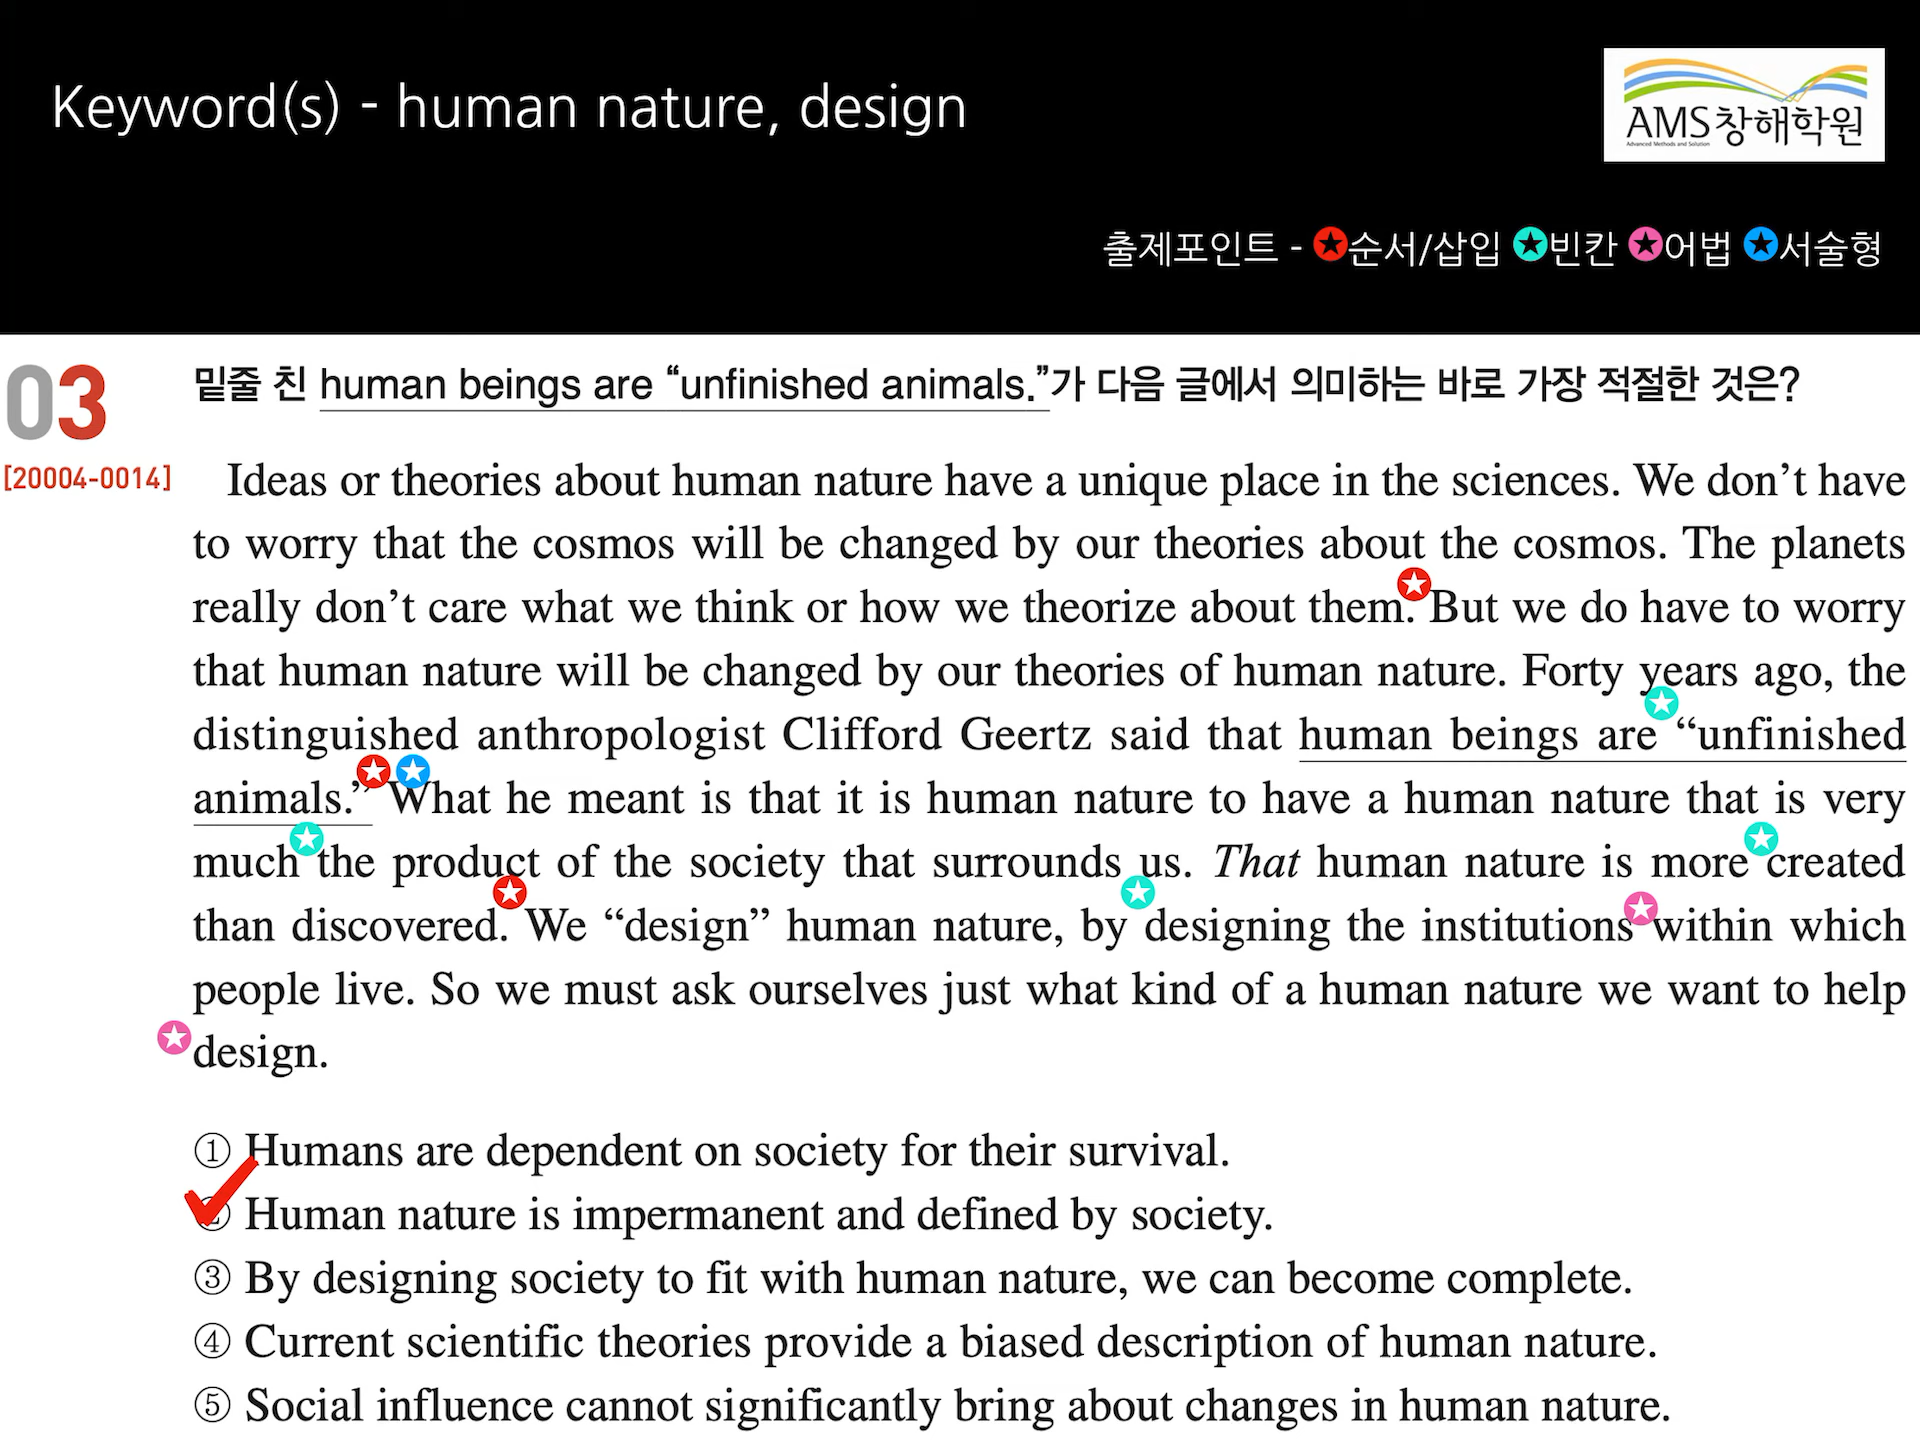 Keyword(s) - human nature, design
AMS창해학원
Advanced Methods and Solution
출제포인트 - 순서/삽입 빈칸 어법 서술형
03
[20004-0014]
밑줄 친 human beings are “unfinished animals.”가 다음 글에서 의미하는 바로 가장 적절한 것은?
Ideas or theories about human nature have a unique place in the sciences. We don’t have
to worry that the cosmos will be changed by our theories about the cosmos. The planets
really don’t care what we think or how we theorize about them. But we do have to worry
that human nature will be changed by our theories of human nature. Forty years ago, the
distinguished anthropologist Clifford Geertz said that human beings are “unfinished
animals.” What he meant is that it is human nature to have a human nature that is very
much the product of the society that surrounds us. That human nature is more created
than discovered. We “design” human nature, by designing the institutions within which
people live. So we must ask ourselves just what kind of a human nature we want to help
design.
① Humans are dependent on society for their survival.
② Human nature is impermanent and defined by society.
③ By designing society to fit with human nature, we can become complete.
④ Current scientific theories provide a biased description of human nature.
⑤ Social influence cannot significantly bring about changes in human nature.